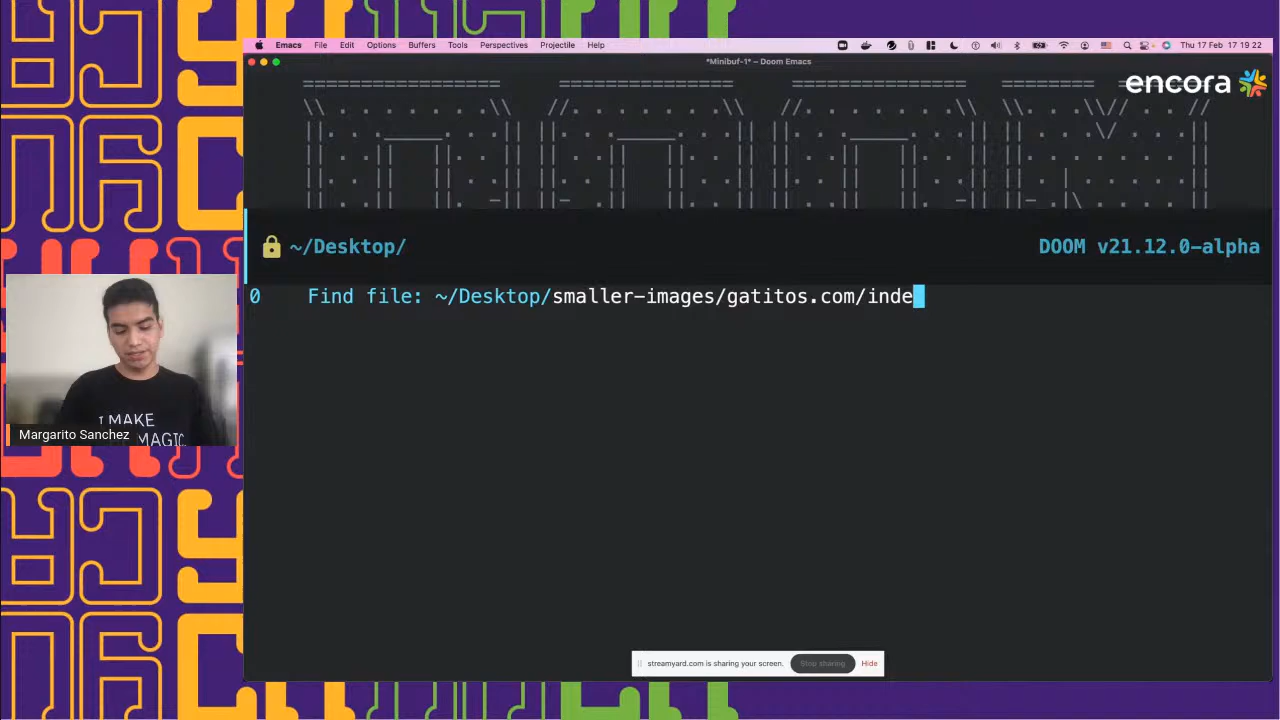 Emacs File Edit Options Buffers Tools Perspectives Projectile Help Thu 17 Feb 17 19 22
*Minibuf-1* – Doom Emacs
encora
~/Desktop/ DOOM v21.12.0-alpha
0 Find file: ~/Desktop/smaller-images/gatitos.com/inde
I MAKE
MAGIC
Margarito Sanchez
streamyard.com is sharing your screen. Stop sharing Hide